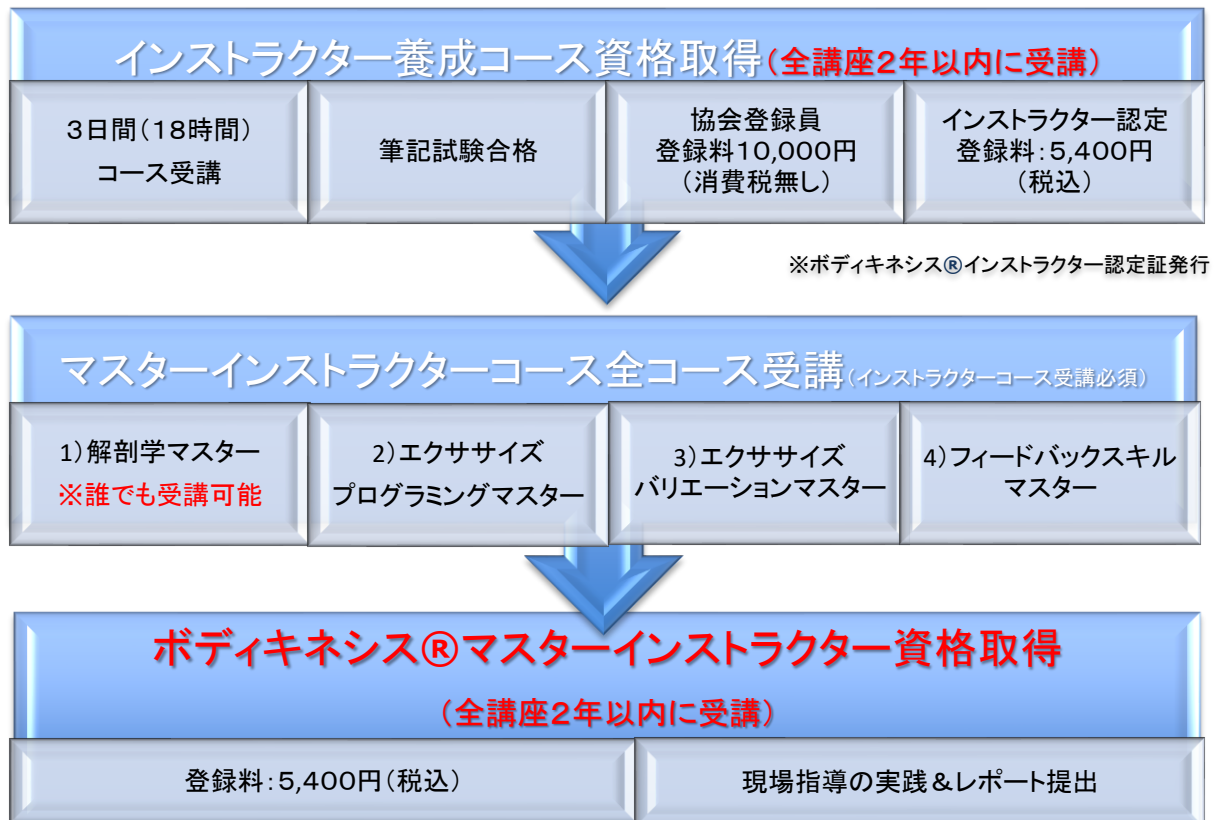 インストラクター養成コース資格取得(全講座2年以内に受講)
3日間(18時間)
コース受講
筆記試験合格
協会登録員
登録料10,000円
(消費税無し)
インストラクター認定
登録料:5,400円
(税込)
※ボディキネシス®インストラクター認定証発行
マスターインストラクターコース全コース受講(インストラクターコース受講必須)
1)解剖学マスター
※誰でも受講可能
2)エクササイズ
プログラミングマスター
3)エクササイズ
バリエーションマスター
4)フィードバックスキル
マスター
ボディキネシス®マスターインストラクター資格取得
(全講座2年以内に受講)
登録料:5,400円(税込)
現場指導の実践&レポート提出